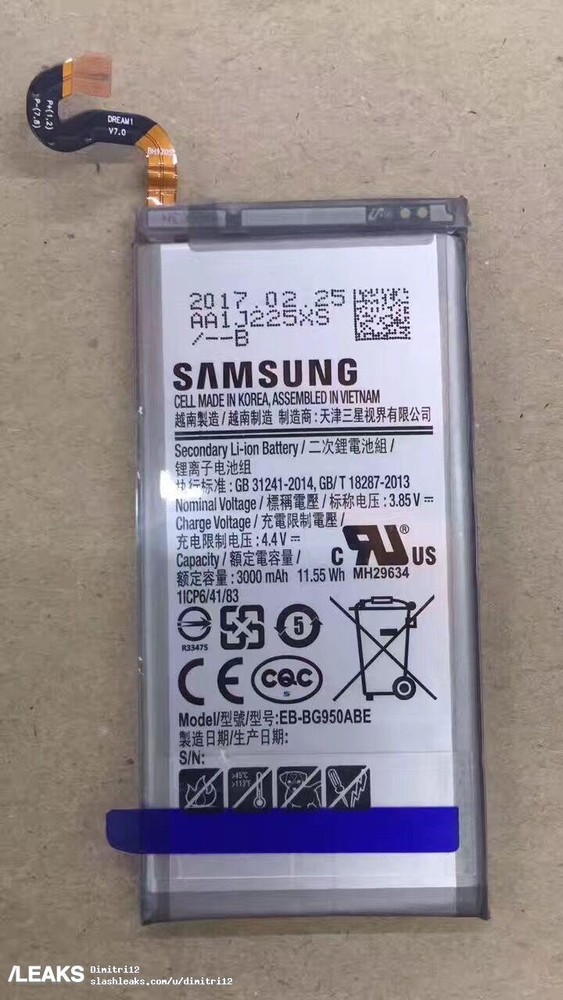 P+(1,2)
P-(7,8)
DREAM1
V7.0
2017.02.25
AA1J225XS
/--B
SAMSUNG
CELL MADE IN KOREA, ASSEMBLED IN VIETNAM
越南製造 / 越南制造 制造商 : 天津三星视界有限公司
Secondary Li-ion Battery / 二次鋰電池組 /
锂离子电池组
执行标准 : GB 31241-2014, GB/T 18287-2013
Nominal Voltage / 標稱電壓 / 标称电压 : 3.85 V
Charge Voltage / 充電限制電壓 /
充电限制电压 : 4.4 V
Capacity / 額定電容量 /
额定容量 : 3000 mAh 11.55 Wh
C RU ® US
MH29634
1ICP6/41/83
R33475
5
CE
CQC
S
Model/型號/型号:EB-BG950ABE
製造日期/生产日期:
S/N:
>45°C
>113°F
/LEAKS
Dimitri12
slashleaks.com/u/dimitri12